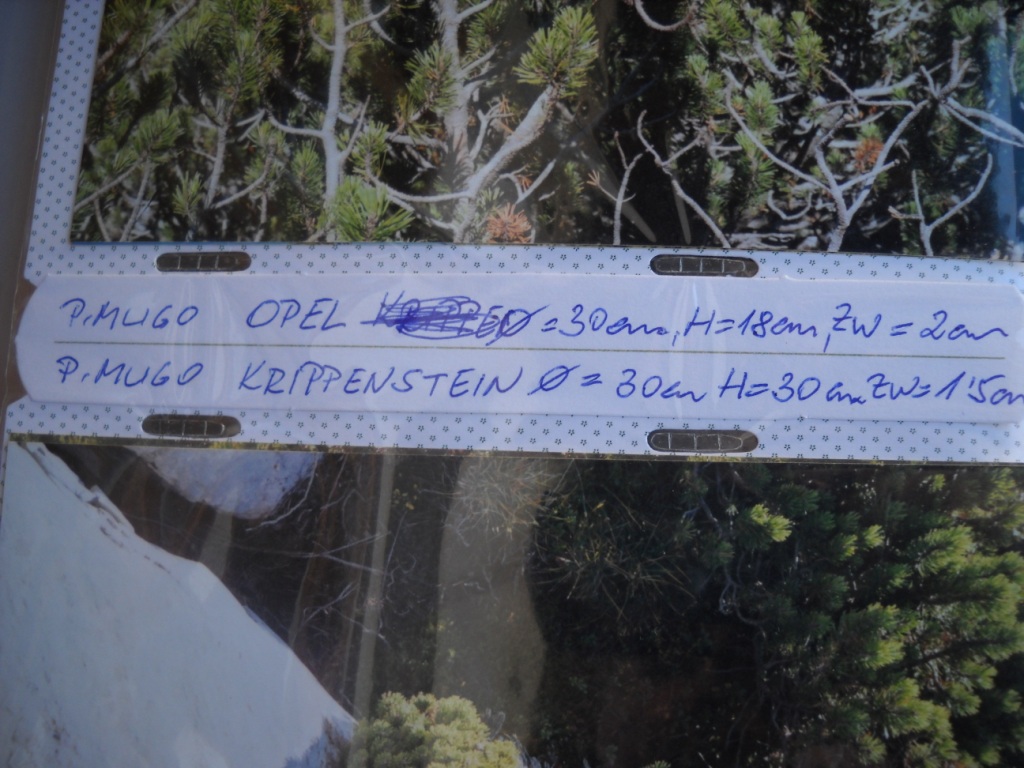 P. MUGO OPEL Ø = 30cm, H=18cm, ZW = 2cm
P. MUGO KRIPPENSTEIN Ø = 30cm H=30cm ZW=1'5cm